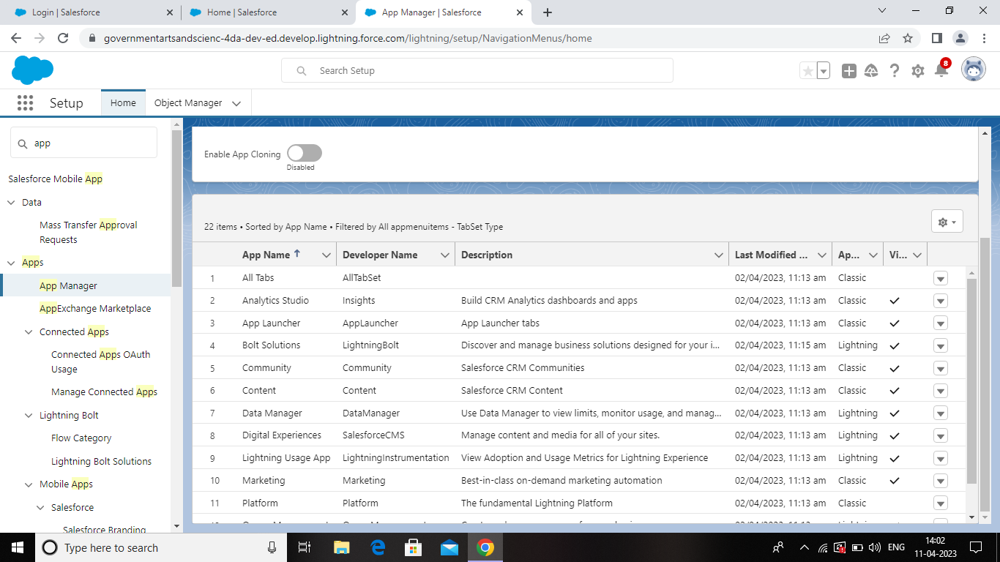 Login | Salesforce
Home | Salesforce
App Manager | Salesforce
governmentartsandscienc-4da-dev-ed.develop.lightning.force.com/lightning/setup/NavigationMenus/home
Search Setup
8
Setup
Home
Object Manager
app
Salesforce Mobile App
Data
Mass Transfer Approval
Requests
Apps
App Manager
AppExchange Marketplace
Connected Apps
Connected Apps OAuth
Usage
Manage Connected Apps
Lightning Bolt
Flow Category
Lightning Bolt Solutions
Mobile Apps
Salesforce
Salesforce Branding
Enable App Cloning
Disabled
22 items • Sorted by App Name • Filtered by All appmenuitems - TabSet Type
App Name Developer Name Description Last Modified ... Ap... Vi...
1 All Tabs AllTabSet 02/04/2023, 11:13 am Classic
2 Analytics Studio Insights Build CRM Analytics dashboards and apps 02/04/2023, 11:13 am Classic
3 App Launcher AppLauncher App Launcher tabs 02/04/2023, 11:13 am Classic
4 Bolt Solutions LightningBolt Discover and manage business solutions designed for your i... 02/04/2023, 11:15 am Lightning
5 Community Community Salesforce CRM Communities 02/04/2023, 11:13 am Classic
6 Content Content Salesforce CRM Content 02/04/2023, 11:13 am Classic
7 Data Manager DataManager Use Data Manager to view limits, monitor usage, and manag... 02/04/2023, 11:13 am Lightning
8 Digital Experiences SalesforceCMS Manage content and media for all of your sites. 02/04/2023, 11:13 am Lightning
9 Lightning Usage App LightningInstrumentation View Adoption and Usage Metrics for Lightning Experience 02/04/2023, 11:13 am Lightning
10 Marketing Marketing Best-in-class on-demand marketing automation 02/04/2023, 11:13 am Classic
11 Platform Platform The fundamental Lightning Platform 02/04/2023, 11:13 am Classic
Type here to search
ENG
14:02
11-04-2023